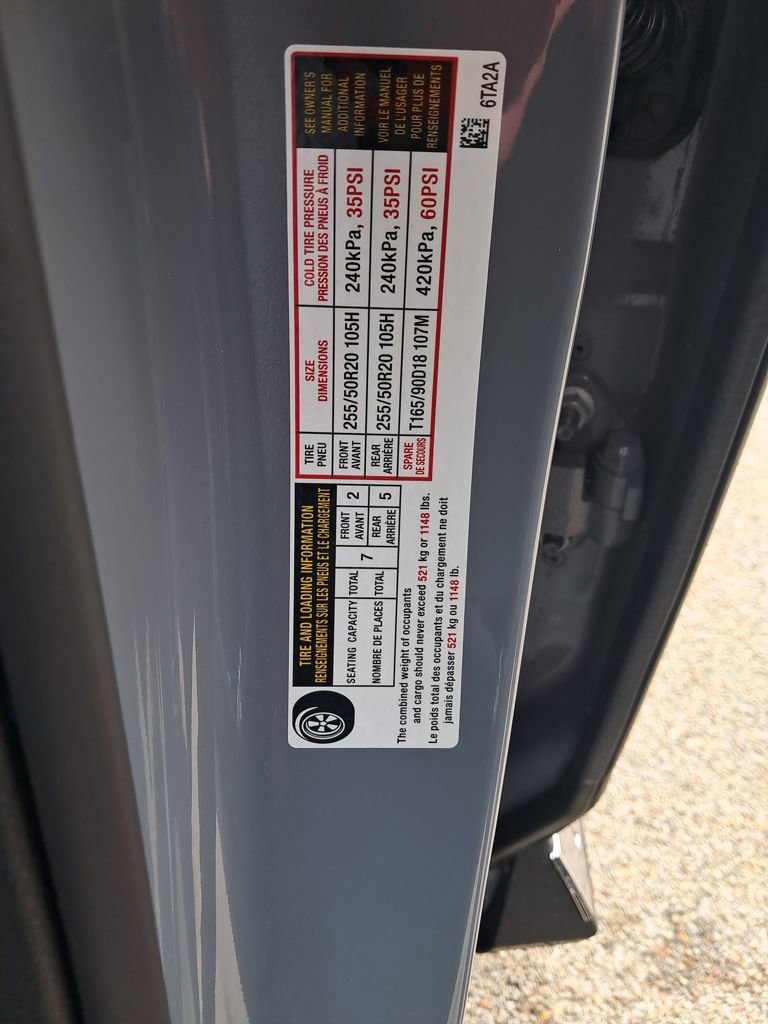 TIRE AND LOADING INFORMATION
RENSEIGNEMENTS SUR LES PNEUS ET LE CHARGEMENT
SEATING CAPACITY TOTAL 7 FRONT AVANT 2
NOMBRE DE PLACES TOTAL REAR ARRIÈRE 5
The combined weight of occupants
and cargo should never exceed 521 kg or 1148 lbs.
Le poids total des occupants et du chargement ne doit
jamais dépasser 521 kg ou 1148 lb.
TIRE SIZE COLD TIRE PRESSURE
PNEU DIMENSIONS PRESSION DES PNEUS À FROID
FRONT
AVANT 255/50R20 105H 240kPa, 35PSI
REAR
ARRIÈRE 255/50R20 105H 240kPa, 35PSI
SPARE
DE SECOURS T165/90D18 107M 420kPa, 60PSI
SEE OWNER'S
MANUAL FOR
ADDITIONAL
INFORMATION
VOIR LE MANUEL
DE L'USAGER
POUR PLUS DE
RENSEIGNEMENTS
6TA2A